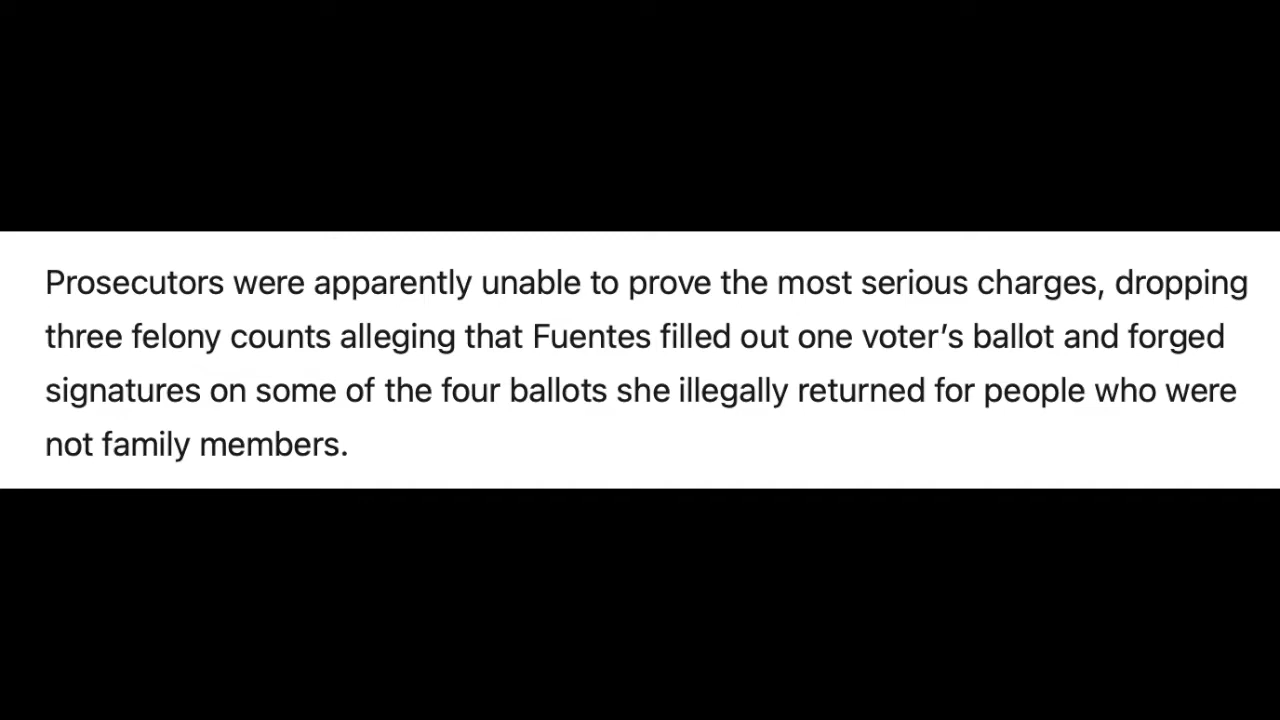 Prosecutors were apparently unable to prove the most serious charges, dropping
three felony counts alleging that Fuentes filled out one voter’s ballot and forged
signatures on some of the four ballots she illegally returned for people who were
not family members.